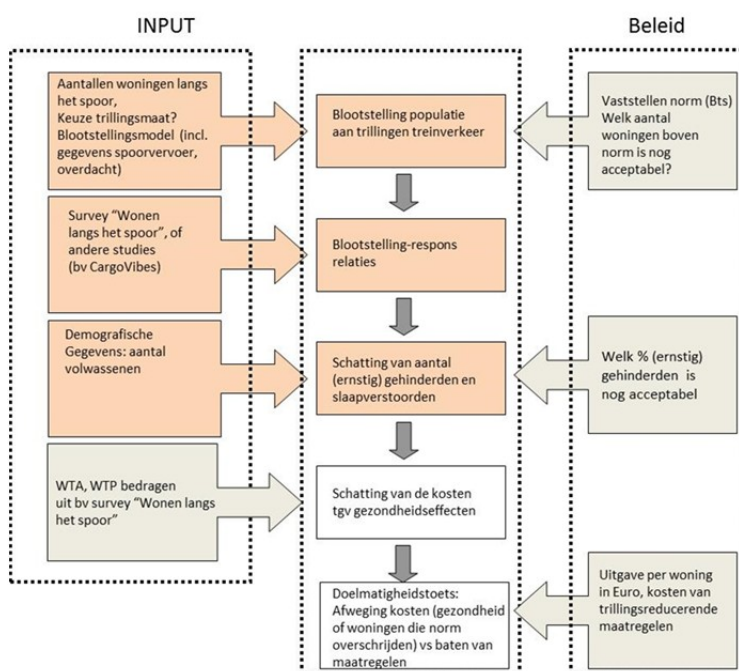 INPUT
Beleid
Aantallen woningen langs
het spoor,
Keuze trillingsmaat?
Blootstellingsmodel (incl.
gegevens spoorvervoer,
overdacht)
Blootstelling populatie
aan trillingen treinverkeer
Vaststellen norm (Bts)
Welk aantal
woningen boven
norm is nog
acceptabel?
Survey “Wonen
langs het spoor”, of
andere studies
(bv CargoVibes)
Blootstelling-respons
relaties
Demografische
Gegevens: aantal
volwassenen
Schatting van aantal
(ernstig) gehinderden en
slaapverstoorden
Welk % (ernstig)
gehinderden is
nog acceptabel
WTA, WTP bedragen
uit bv survey “Wonen langs
het spoor”
Schatting van de kosten
tgv gezondheidseffecten
Doelmatigheidstoets:
Afweging kosten (gezondheid
of woningen die norm
overschrijden) vs baten van
maatregelen
Uitgave per woning
in Euro, kosten van
trillingsreducerende
maatregelen